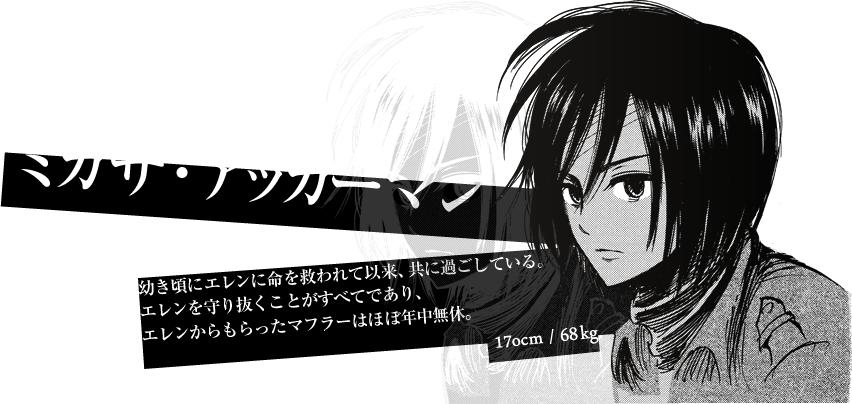 ミカサ・アッカーマン
幼き頃にエレンに命を救われて以来、共に過ごしている。
エレンを守り抜くことがすべてであり、
エレンからもらったマフラーはほぼ年中無休。
170cm / 68kg